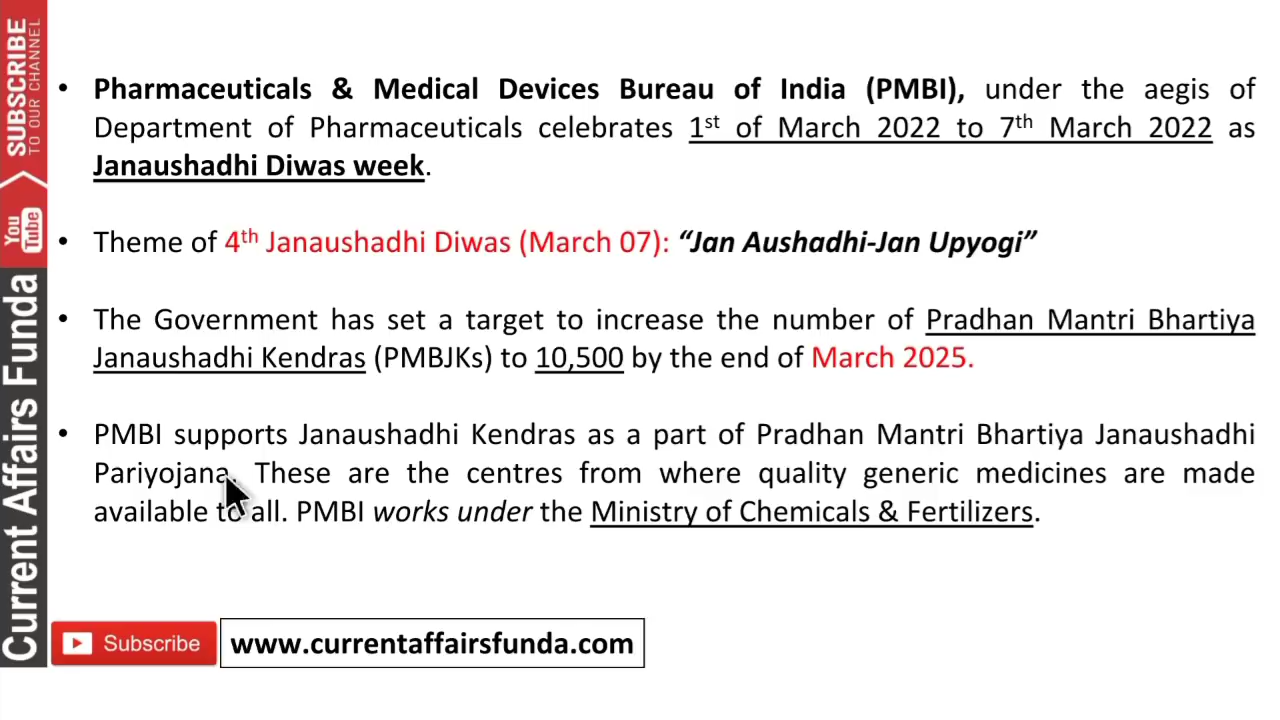 SUBSCRIBE
TO OUR CHANNEL
You
Tube
Current Affairs Funda
• Pharmaceuticals & Medical Devices Bureau of India (PMBI), under the aegis of
Department of Pharmaceuticals celebrates 1st of March 2022 to 7th March 2022 as
Janaushadhi Diwas week.
• Theme of 4th Janaushadhi Diwas (March 07): “Jan Aushadhi-Jan Upyogi”
• The Government has set a target to increase the number of Pradhan Mantri Bhartiya
Janaushadhi Kendras (PMBJKs) to 10,500 by the end of March 2025.
• PMBI supports Janaushadhi Kendras as a part of Pradhan Mantri Bhartiya Janaushadhi
Pariyojana. These are the centres from where quality generic medicines are made
available to all. PMBI works under the Ministry of Chemicals & Fertilizers.
Subscribe
www.currentaffairsfunda.com